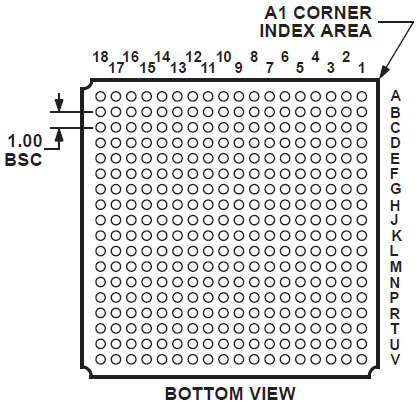 A1 CORNER
INDEX AREA
18 16 14 12 10 8 6 4 2
17 15 13 11 9 7 5 3 1
A
B
1.00
BSC
C
D
E
F
G
H
J
K
L
M
N
P
R
T
U
V
BOTTOM VIEW